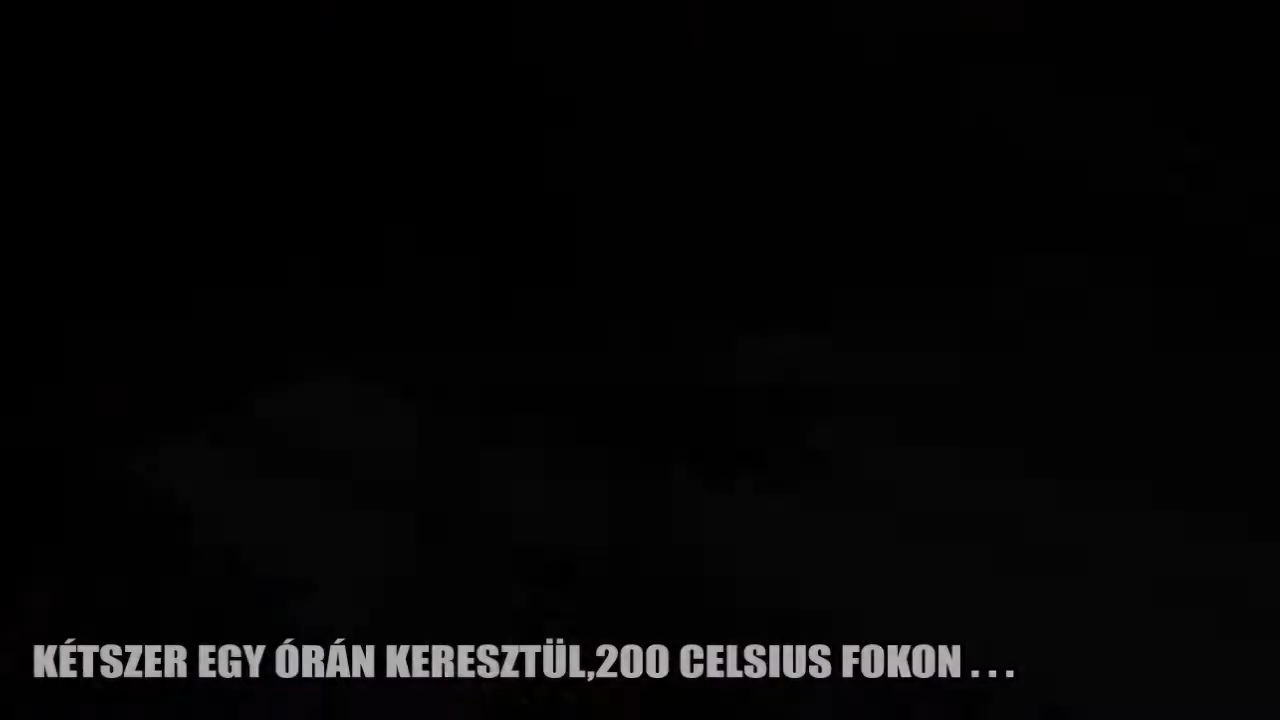 KÉTSZER EGY ÓRÁN KERESZTÜL,200 CELSIUS FOKON . . .